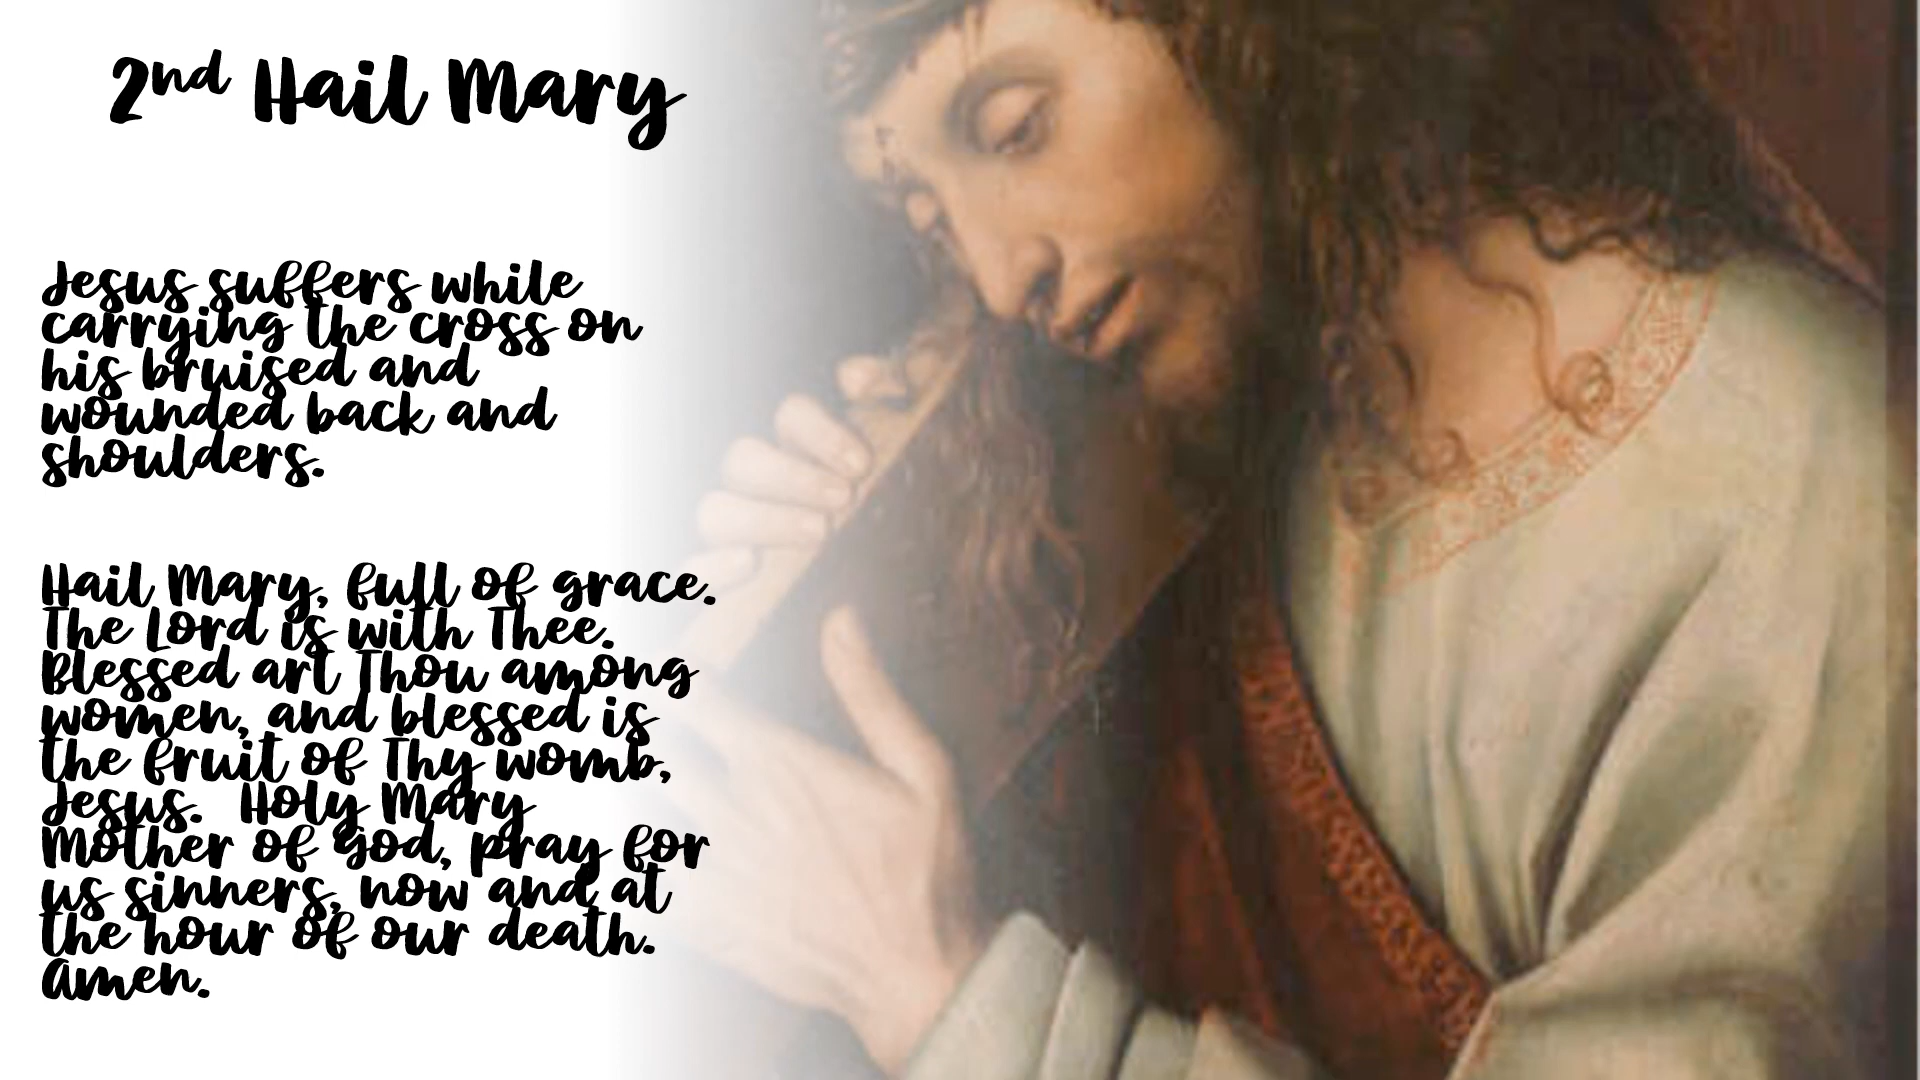 2nd Hail Mary
Jesus suffers while
carrying the cross on
his bruised and
wounded back and
shoulders.
Hail Mary, full of grace.
The Lord is with Thee.
Blessed art Thou among
women, and blessed is
the fruit of Thy womb,
Jesus.  Holy Mary
Mother of God, pray for
us sinners, now and at
the hour of our death.
Amen.